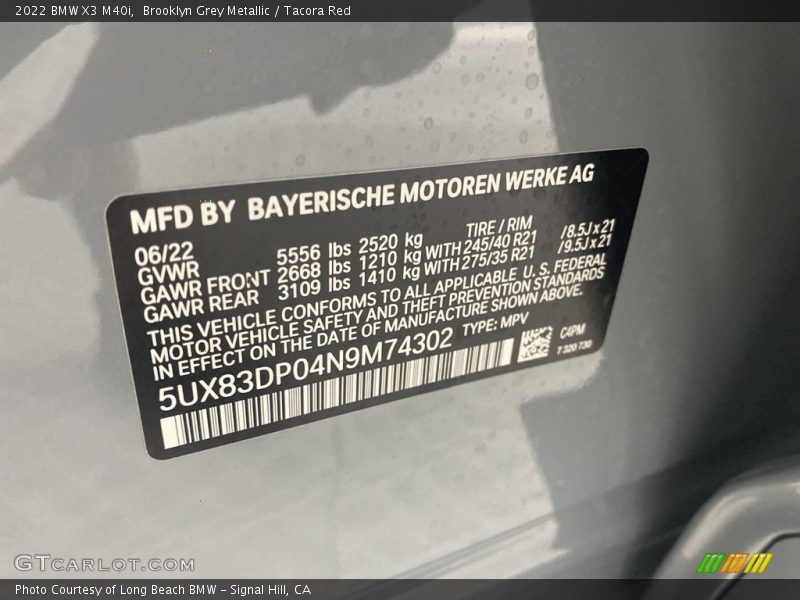 2022 BMW X3 M40i, Brooklyn Grey Metallic / Tacora Red
MFD BY BAYERISCHE MOTOREN WERKE AG
06/22 TIRE / RIM
GVWR 5556 lbs 2520 kg
GAWR FRONT 2668 lbs 1210 kg WITH 245/40 R21 /8.5J x 21
GAWR REAR 3109 lbs 1410 kg WITH 275/35 R21 /9.5J x 21
THIS VEHICLE CONFORMS TO ALL APPLICABLE U. S. FEDERAL
MOTOR VEHICLE SAFETY AND THEFT PREVENTION STANDARDS
IN EFFECT ON THE DATE OF MANUFACTURE SHOWN ABOVE.
5UX83DP04N9M74302 TYPE: MPV
C4PM
7 320 730
GTCARLOT.COM
Photo Courtesy of Long Beach BMW - Signal Hill, CA